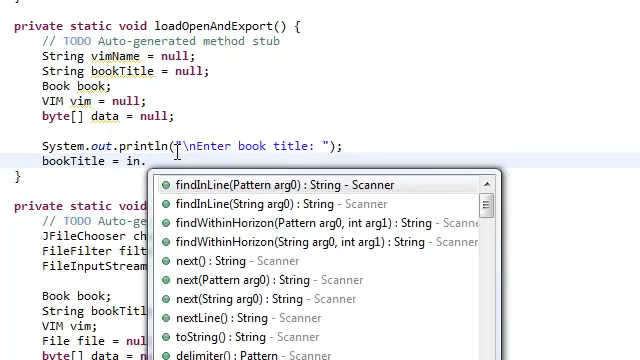 private static void loadOpenAndExport() {
// TODO Auto-generated method stub
String vimName = null;
String bookTitle = null;
Book book;
VIM vim = null;
byte[] data = null;
System.out.println("\nEnter book title: ");
bookTitle = in.
}
findInLine(Pattern arg0) : String - Scanner
findInLine(String arg0) : String - Scanner
findWithinHorizon(Pattern arg0, int arg1) : String - Scanner
findWithinHorizon(String arg0, int arg1) : String - Scanner
next() : String - Scanner
next(Pattern arg0) : String - Scanner
next(String arg0) : String - Scanner
nextLine() : String - Scanner
toString() : String - Scanner
delimiter() : Pattern - Scanner
private static vo
// TODO Auto-ge
JFileChooser ch
FileFilter filt
FileInputStream
Book book;
String bookTitl
VIM vim;
File file = nul
byte[] data = n